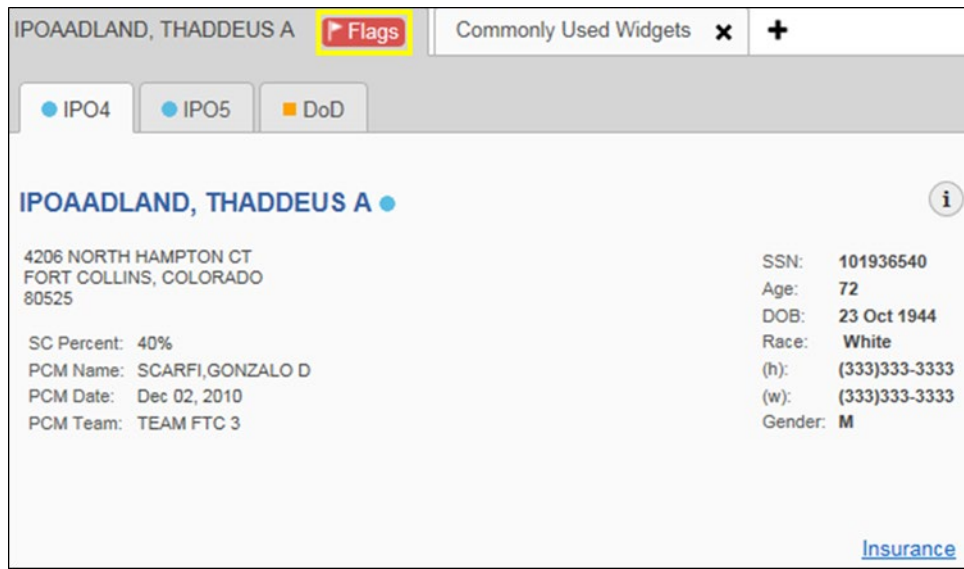 IPOAADLAND, THADDEUS A Flags Commonly Used Widgets
IPO4 IPO5 DoD
IPOAADLAND, THADDEUS A
4206 NORTH HAMPTON CT
FORT COLLINS, COLORADO
80525
SC Percent: 40%
PCM Name: SCARFI,GONZALO D
PCM Date: Dec 02, 2010
PCM Team: TEAM FTC 3
i
SSN: 101936540
Age: 72
DOB: 23 Oct 1944
Race: White
(h): (333)333-3333
(w): (333)333-3333
Gender: M
Insurance